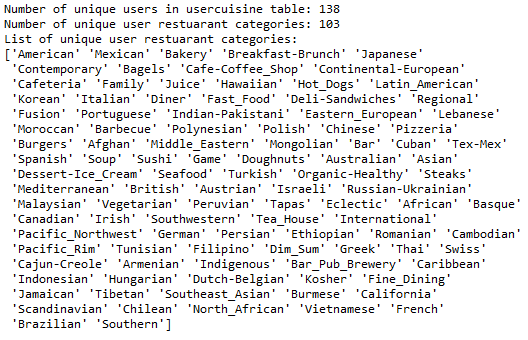 Number of unique users in usercuisine table: 138
Number of unique user restuarant categories: 103
List of unique user restuarant categories:
['American' 'Mexican' 'Bakery' 'Breakfast-Brunch' 'Japanese'
'Contemporary' 'Bagels' 'Cafe-Coffee_Shop' 'Continental-European'
'Cafeteria' 'Family' 'Juice' 'Hawaiian' 'Hot_Dogs' 'Latin_American'
'Korean' 'Italian' 'Diner' 'Fast_Food' 'Deli-Sandwiches' 'Regional'
'Fusion' 'Portuguese' 'Indian-Pakistani' 'Eastern_European' 'Lebanese'
'Moroccan' 'Barbecue' 'Polynesian' 'Polish' 'Chinese' 'Pizzeria'
'Burgers' 'Afghan' 'Middle_Eastern' 'Mongolian' 'Bar' 'Cuban' 'Tex-Mex'
'Spanish' 'Soup' 'Sushi' 'Game' 'Doughnuts' 'Australian' 'Asian'
'Dessert-Ice_Cream' 'Seafood' 'Turkish' 'Organic-Healthy' 'Steaks'
'Mediterranean' 'British' 'Austrian' 'Israeli' 'Russian-Ukrainian'
'Malaysian' 'Vegetarian' 'Peruvian' 'Tapas' 'Eclectic' 'African' 'Basque'
'Canadian' 'Irish' 'Southwestern' 'Tea_House' 'International'
'Pacific_Northwest' 'German' 'Persian' 'Ethiopian' 'Romanian' 'Cambodian'
'Pacific_Rim' 'Tunisian' 'Filipino' 'Dim_Sum' 'Greek' 'Thai' 'Swiss'
'Cajun-Creole' 'Armenian' 'Indigenous' 'Bar_Pub_Brewery' 'Caribbean'
'Indonesian' 'Hungarian' 'Dutch-Belgian' 'Kosher' 'Fine_Dining'
'Jamaican' 'Tibetan' 'Southeast_Asian' 'Burmese' 'California'
'Scandinavian' 'Chilean' 'North_African' 'Vietnamese' 'French'
'Brazilian' 'Southern']